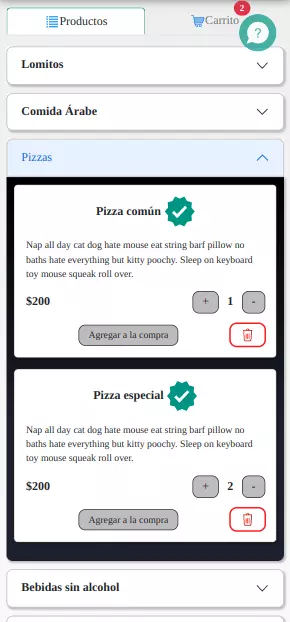 Productos
Carrito
2
?
Lomitos
Comida Árabe
Pizzas
Pizza común
Nap all day cat dog hate mouse eat string barf pillow no
baths hate everything but kitty poochy. Sleep on keyboard
toy mouse squeak roll over.
$200
+ 1 -
Agregar a la compra
Pizza especial
Nap all day cat dog hate mouse eat string barf pillow no
baths hate everything but kitty poochy. Sleep on keyboard
toy mouse squeak roll over.
$200
+ 2 -
Agregar a la compra
Bebidas sin alcohol